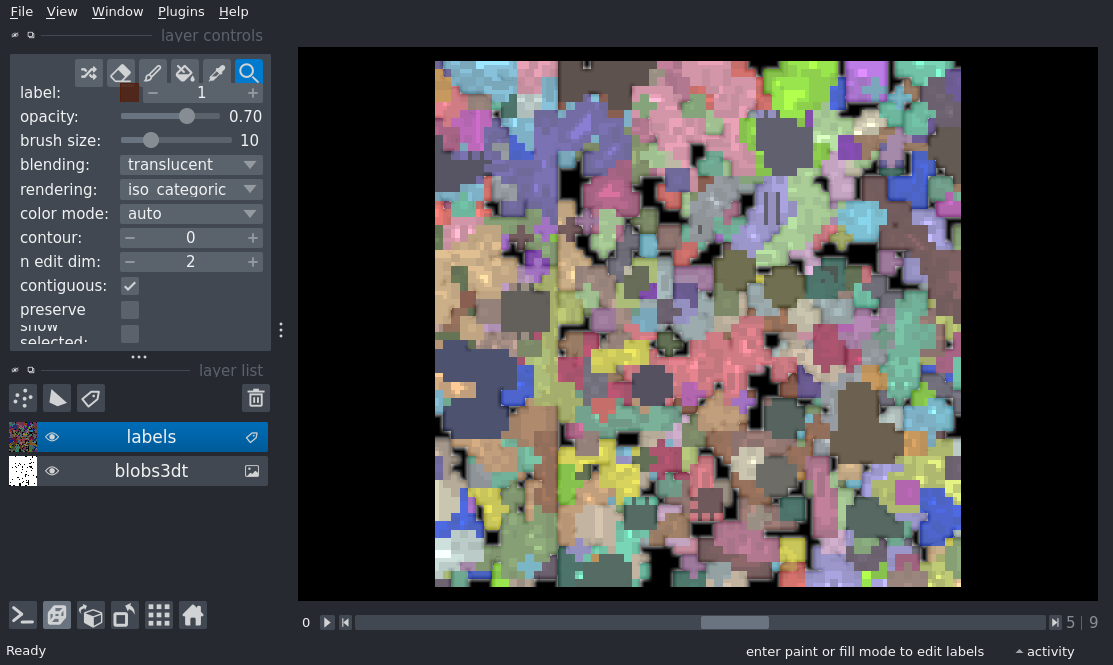 File View Window Plugins Help
layer controls
label: 1
opacity: 0.70
brush size: 10
blending: translucent
rendering: iso_categoric
color mode: auto
contour: 0
n edit dim: 2
contiguous:
preserve
show
selected:
layer list
labels
blobs3dt
0 5 | 9
Ready enter paint or fill mode to edit labels activity